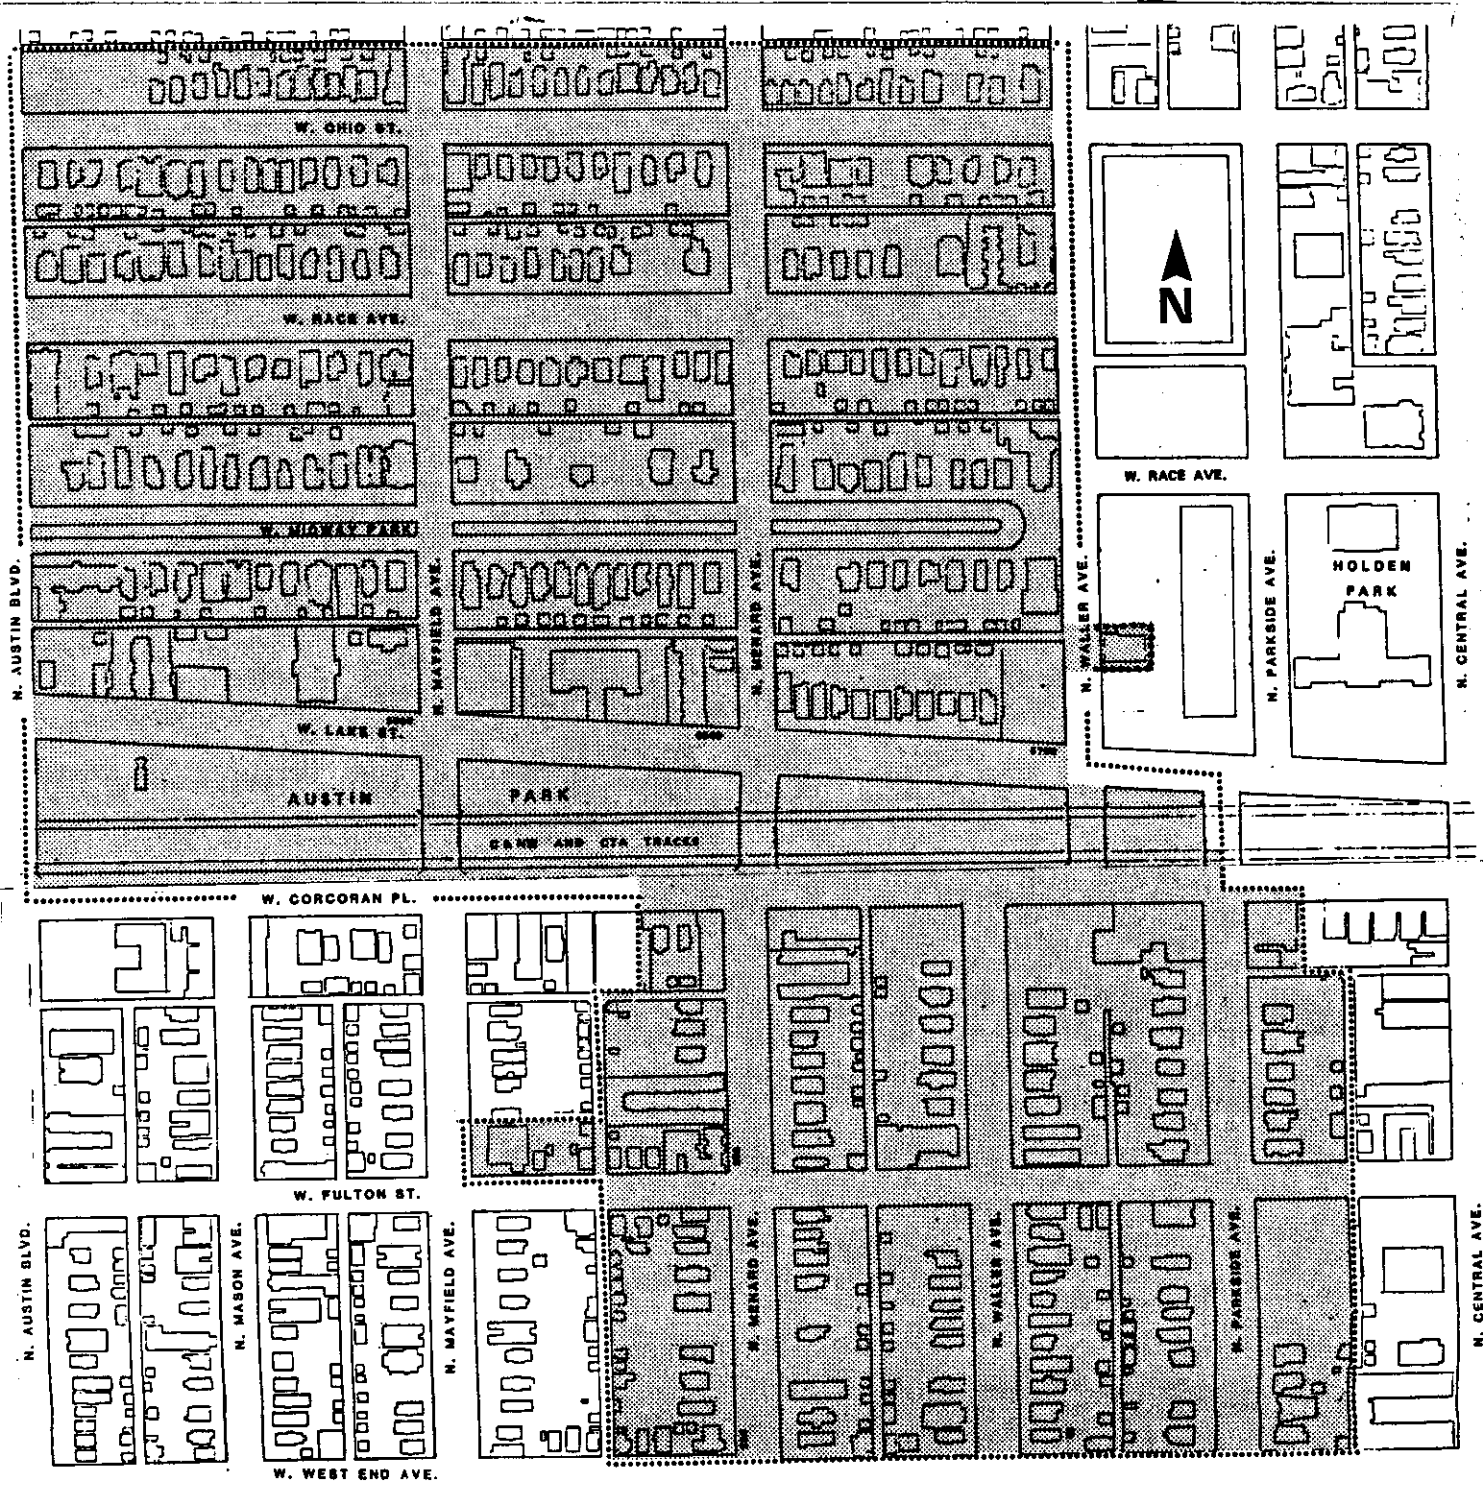 W. OHIO ST.
W. RACE AVE.
N
W. RACE AVE.
W. MIDWAY PARK
N. AUSTIN BLVD.
N. MAYFIELD AVE.
N. MENARD AVE.
N. WALLER AVE.
N. PARKSIDE AVE.
HOLDEN
PARK
N. CENTRAL AVE.
W. LAKE ST.
AUSTIN PARK
C&NW AND CTA TRACKS
W. CORCORAN PL.
W. FULTON ST.
N. AUSTIN BLVD.
N. MASON AVE.
N. MAYFIELD AVE.
N. MENARD AVE.
N. WALLER AVE.
N. PARKSIDE AVE.
N. CENTRAL AVE.
W. WEST END AVE.